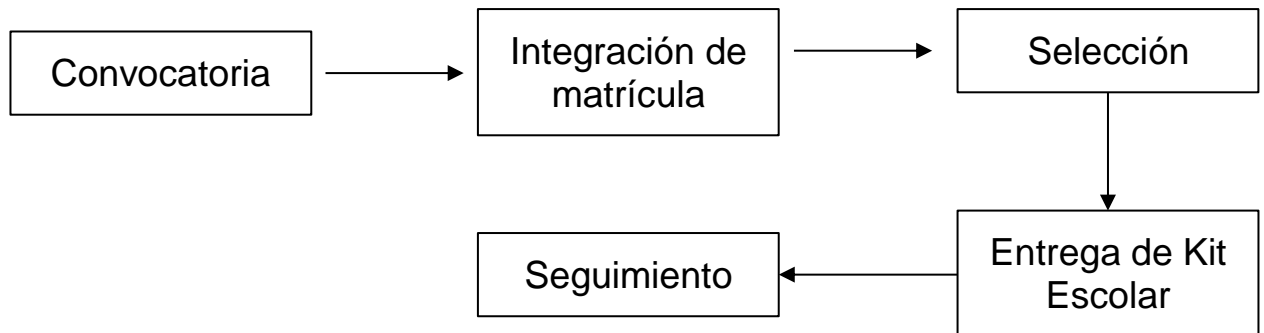 Convocatoria
Integración de
matrícula
Selección
Entrega de Kit
Escolar
Seguimiento